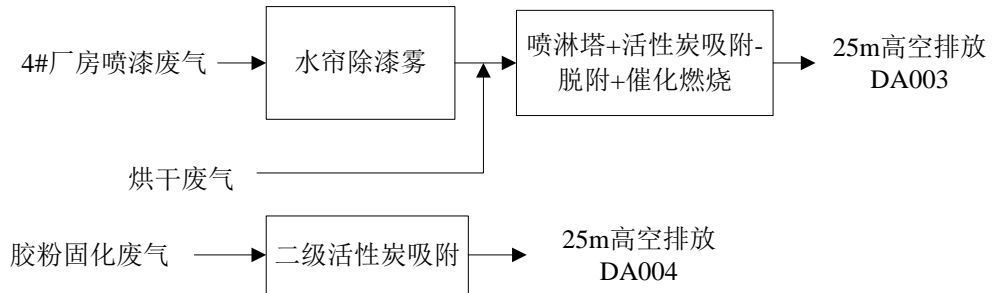 4#厂房喷漆废气
水帘除漆雾
喷淋塔+活性炭吸附-
脱附+催化燃烧
25m高空排放
DA003
烘干废气
胶粉固化废气
二级活性炭吸附
25m高空排放
DA004